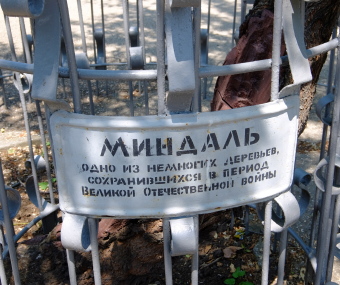 МИНДАЛЬ
ОДНО ИЗ НЕМНОГИХ ДЕРЕВЬЕВ,
СОХРАНИВШИХСЯ В ПЕРИОД
ВЕЛИКОЙ ОТЕЧЕСТВЕННОЙ ВОЙНЫ